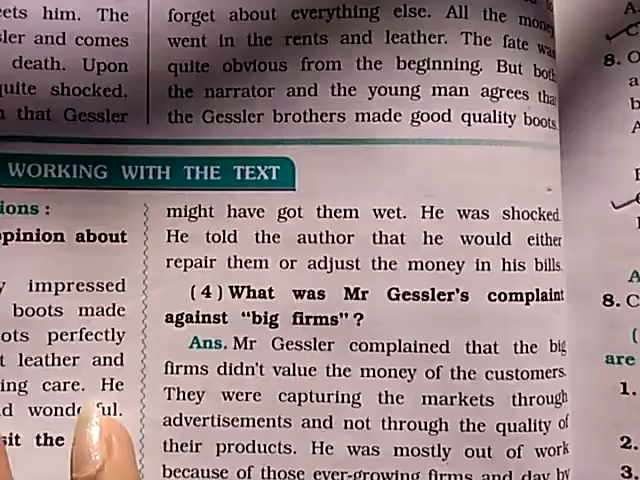 ets him. The
sler and comes
death. Upon
quite shocked.
that Gessler
forget about everything else. All the money
went in the rents and leather. The fate was
quite obvious from the beginning. But both
the narrator and the young man agrees that
the Gessler brothers made good quality boots.
WORKING WITH THE TEXT
ions :
opinion about
impressed
boots made
ots perfectly
leather and
ing care. He
d wonderful.
sit the
might have got them wet. He was shocked.
He told the author that he would either
repair them or adjust the money in his bills.
(4) What was Mr Gessler's complaint
against “big firms”?
Ans. Mr Gessler complained that the big
firms didn't value the money of the customers.
They were capturing the markets through
advertisements and not through the quality of
their products. He was mostly out of work
because of those ever-growing firms and day by
A.
8. O
a
b
A
8. C
(
are
1.
2.
3.